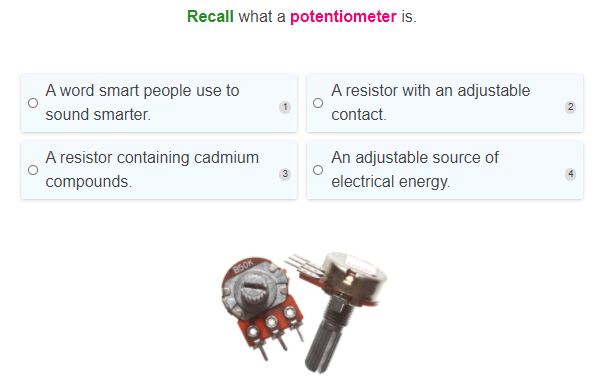 Recall what a potentiometer is.
A word smart people use to
sound smarter.
1
A resistor with an adjustable
contact.
2
A resistor containing cadmium
compounds.
3
An adjustable source of
electrical energy.
4
B50K